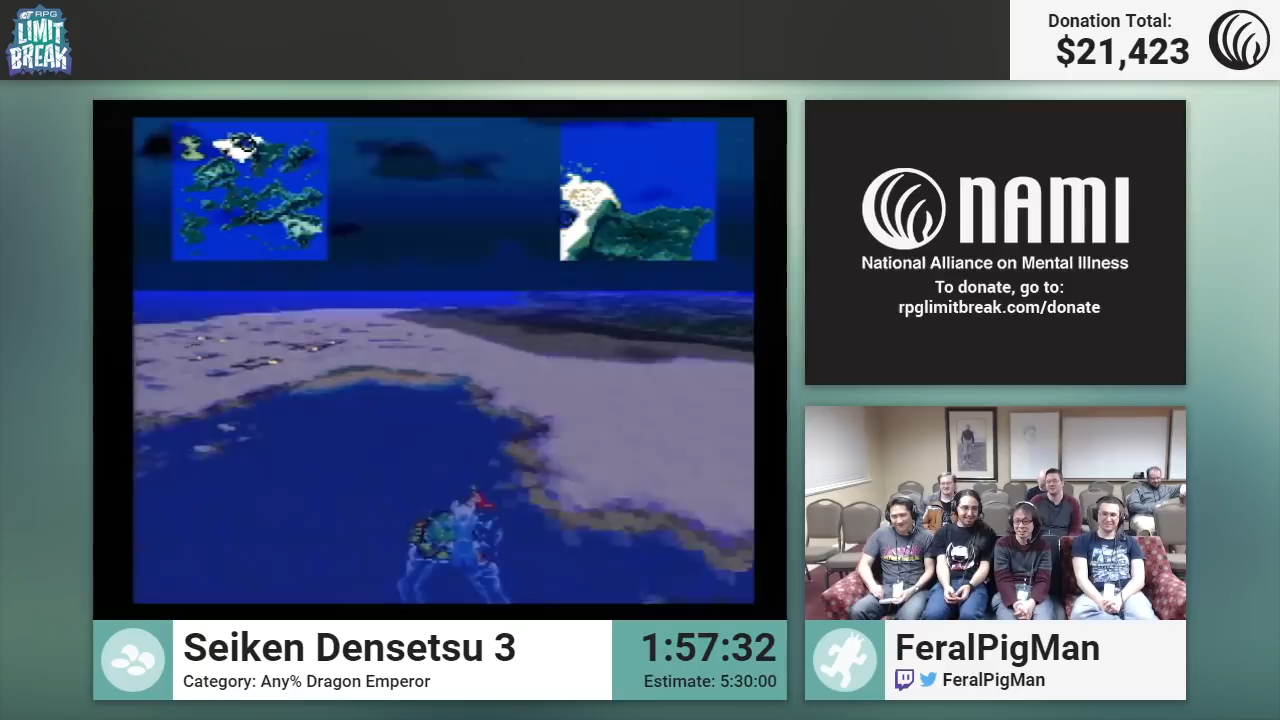 RPG
LIMIT
BREAK
Donation Total:
$21,423
NAMI
National Alliance on Mental Illness
To donate, go to:
rpglimitbreak.com/donate
Seiken Densetsu 3
Category: Any% Dragon Emperor
1:57:32
Estimate: 5:30:00
FeralPigMan
FeralPigMan